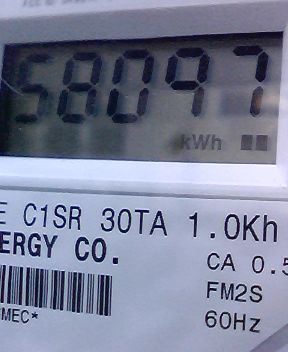 58097
kWh
E C1SR 30TA 1.0Kh
ERGY CO.
CA 0.5
FM2S
MEC*
60Hz